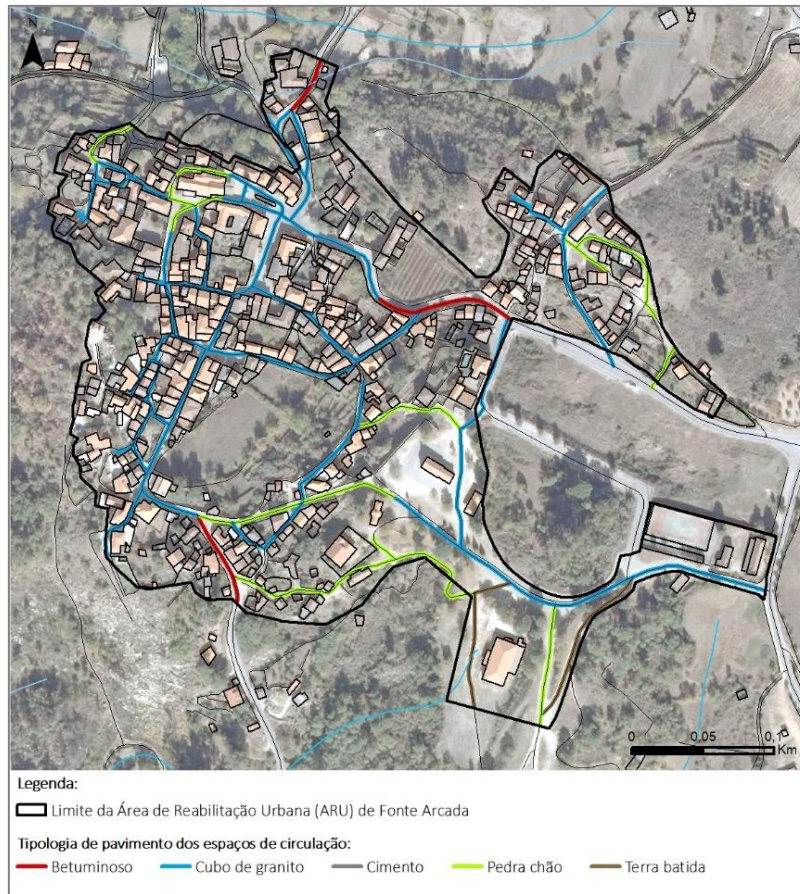 0 0,05 0,1
Km
Legenda:
Limite da Área de Reabilitação Urbana (ARU) de Fonte Arcada
Tipologia de pavimento dos espaços de circulação:
Betuminoso Cubo de granito Cimento Pedra chão Terra batida